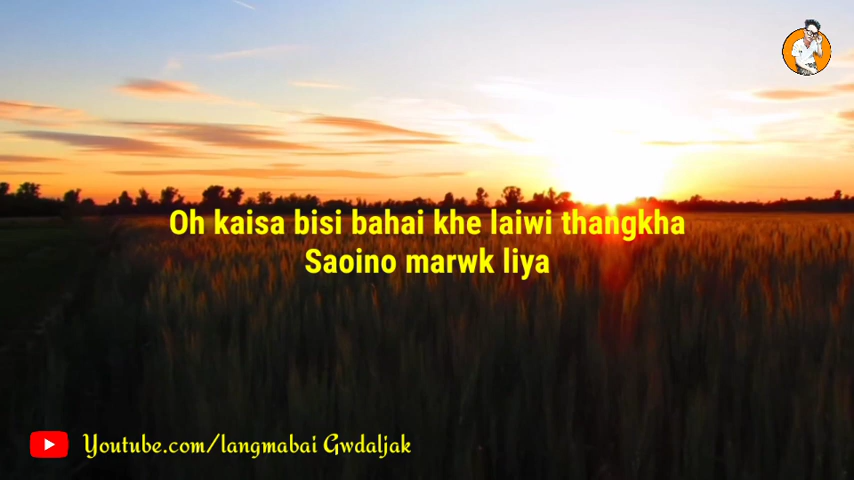 Oh kaisa bisi bahai khe laiwi thangkha
Saoino marwk liya
Youtube.com/langmabai Gwdaljak